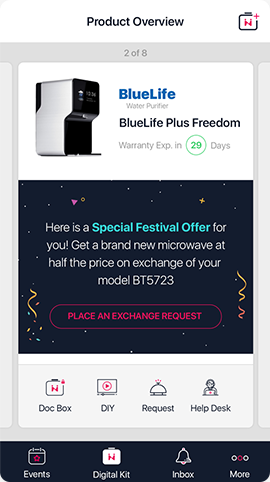 Product Overview
2 of 8
BlueLife
Water Purifier
BlueLife Plus Freedom
Warranty Exp. in 29 Days
Here is a Special Festival Offer for
you! Get a brand new microwave at
half the price on exchange of your
model BT5723
PLACE AN EXCHANGE REQUEST
Doc Box DIY Request Help Desk
Events Digital Kit Inbox More